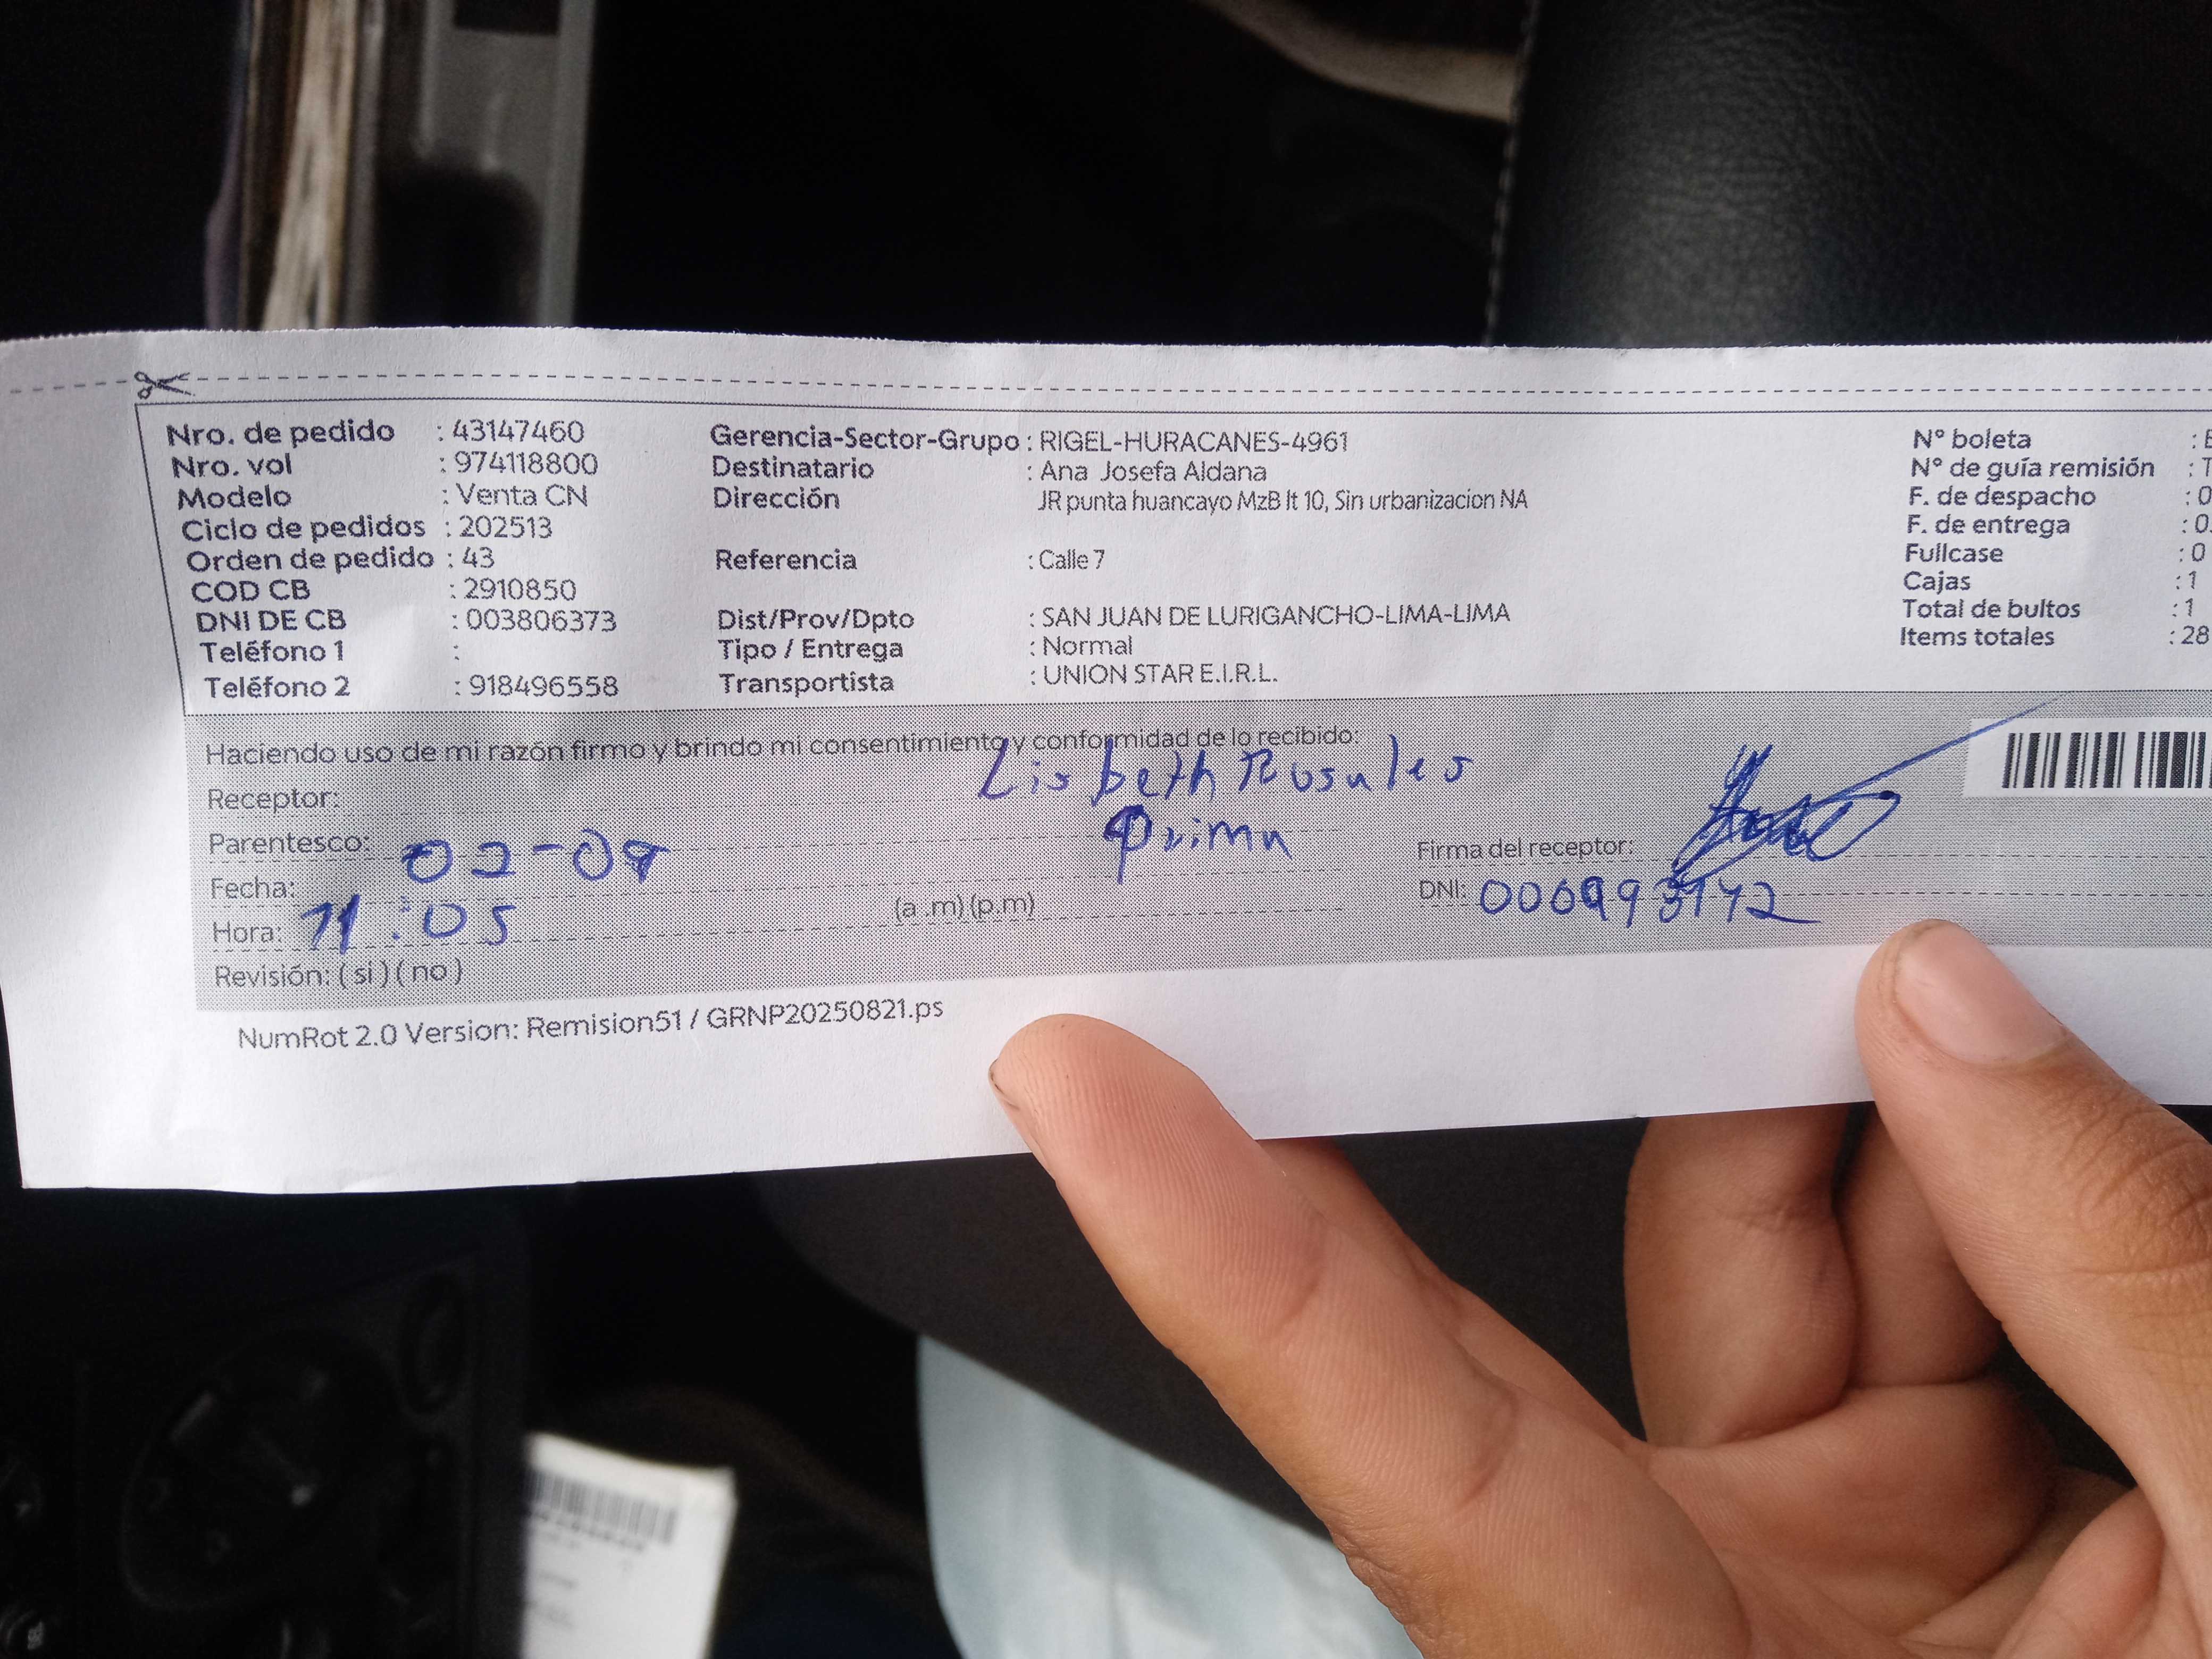 Nro. de pedido : 43147460
Nro. vol : 974118800
Modelo : Venta CN
Ciclo de pedidos : 202513
Orden de pedido : 43
COD CB : 2910850
DNI DE CB : 003806373
Teléfono 1 :
Teléfono 2 : 918496558
Gerencia-Sector-Grupo : RIGEL-HURACANES-4961
Destinatario : Ana Josefa Aldana
Dirección JR punta huancayo MzB lt 10, Sin urbanizacion NA
Referencia : Calle 7
Dist/Prov/Dpto : SAN JUAN DE LURIGANCHO-LIMA-LIMA
Tipo / Entrega : Normal
Transportista : UNION STAR E.I.R.L.
N° boleta :
N° de guía remisión : T
F. de despacho : 0
F. de entrega : 0
Fullcase : 0
Cajas : 1
Total de bultos : 1
Items totales : 28
Haciendo uso de mi razón firmo y brindo mi consentimiento y conformidad de lo recibido:
Receptor: Lisbeth Rosales
Parentesco: Prima
Fecha: 02-09
Hora: 11:05 (a .m) (p.m)
Revisión: ( si ) ( no )
Firma del receptor:
DNI:
NumRot 2.0 Version: Remision51 / GRNP20250821.ps